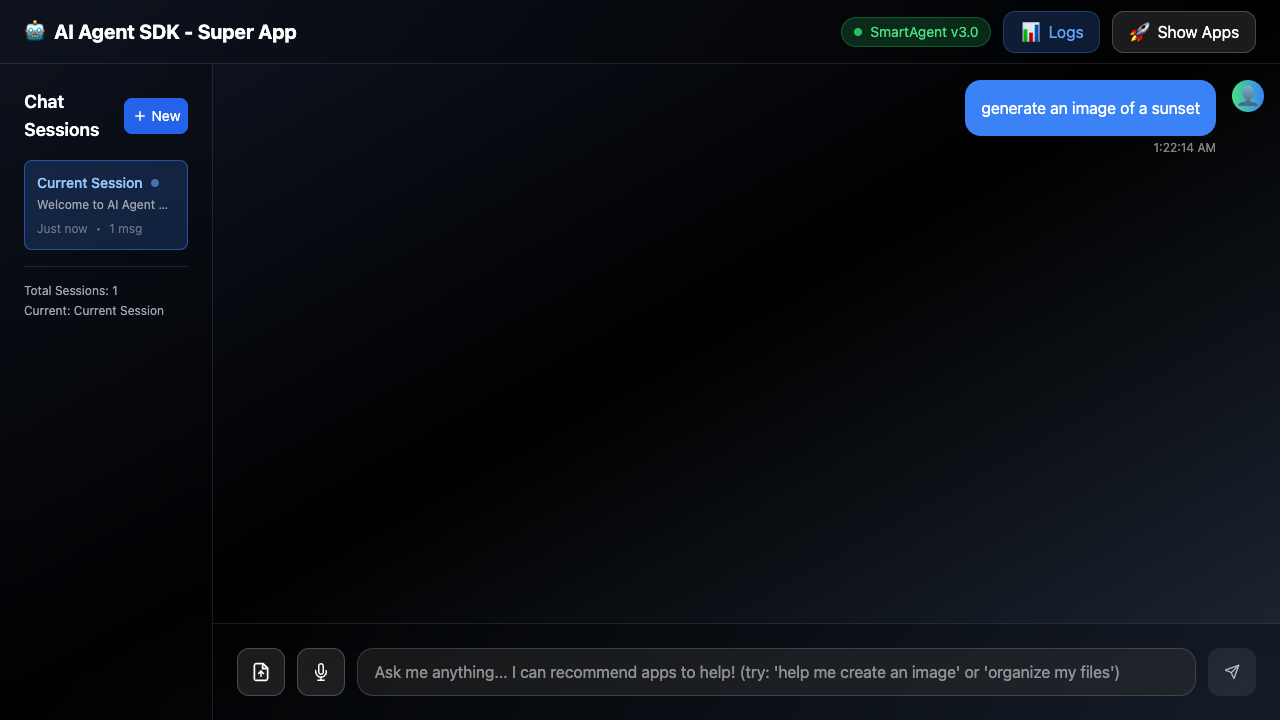 AI Agent SDK - Super App
SmartAgent v3.0
Logs
Show Apps
Chat
Sessions
+ New
Current Session
Welcome to AI Agent ...
Just now • 1 msg
Total Sessions: 1
Current: Current Session
generate an image of a sunset
1:22:14 AM
Ask me anything... I can recommend apps to help! (try: 'help me create an image' or 'organize my files')